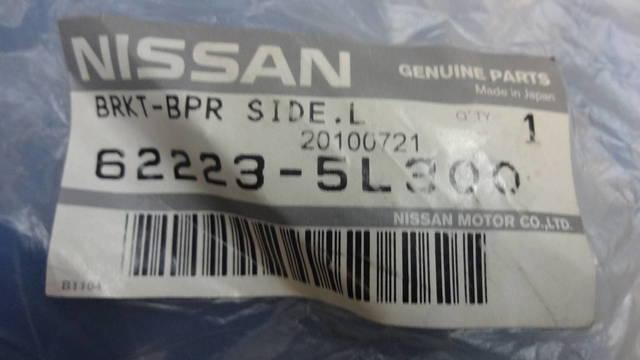 NISSAN GENUINE PARTS
Made in Japan
BRKT-BPR SIDE.L Q'TY 1
20100721
62223-5L300
NISSAN MOTOR CO.,LTD.
B1104